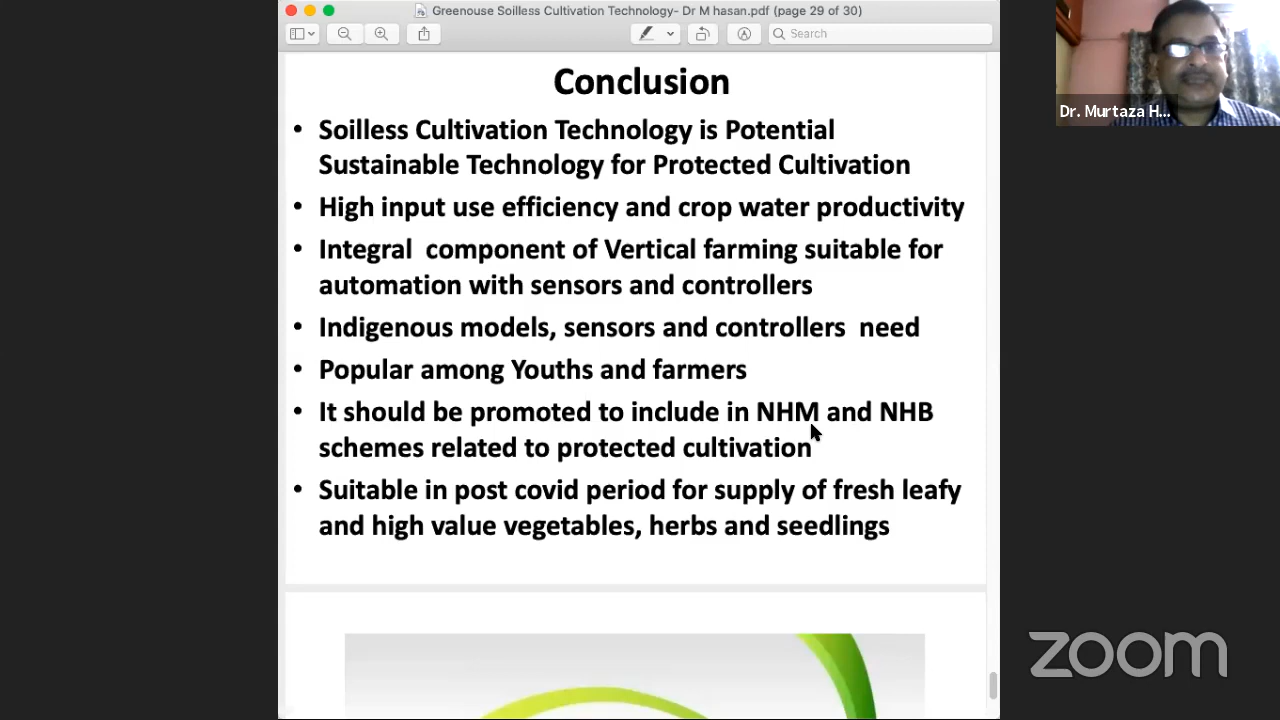 Greenouse Soilless Cultivation Technology- Dr M hasan.pdf (page 29 of 30)
Search
Conclusion
• Soilless Cultivation Technology is Potential
Sustainable Technology for Protected Cultivation
• High input use efficiency and crop water productivity
• Integral component of Vertical farming suitable for
automation with sensors and controllers
• Indigenous models, sensors and controllers need
• Popular among Youths and farmers
• It should be promoted to include in NHM and NHB
schemes related to protected cultivation
• Suitable in post covid period for supply of fresh leafy
and high value vegetables, herbs and seedlings
Dr. Murtaza H...
zoom